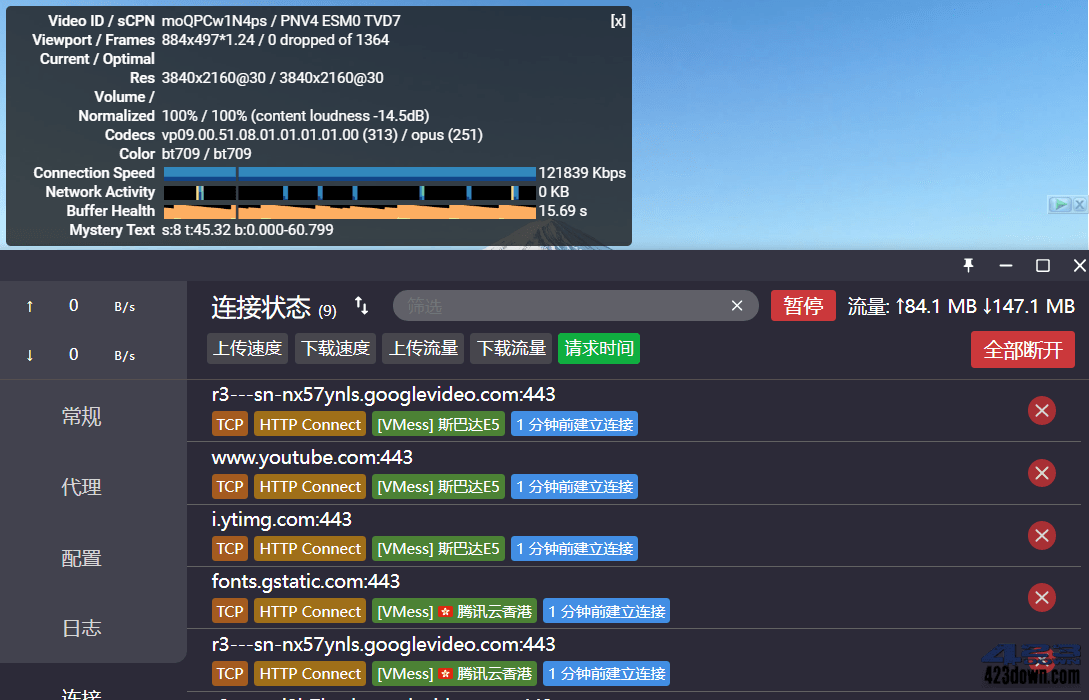 Video ID / sCPN moQPCw1N4ps / PNV4 ESM0 TVD7 [x]
Viewport / Frames 884x497*1.24 / 0 dropped of 1364
Current / Optimal
Res 3840x2160@30 / 3840x2160@30
Volume /
Normalized 100% / 100% (content loudness -14.5dB)
Codecs vp09.00.51.08.01.01.01.01.00 (313) / opus (251)
Color bt709 / bt709
Connection Speed 121839 Kbps
Network Activity 0 KB
Buffer Health 15.69 s
Mystery Text s:8 t:45.32 b:0.000-60.799
↑ 0 B/s
↓ 0 B/s
常规
代理
配置
日志
连接
连接状态 (9) 筛选 暂停 流量: ↑84.1 MB ↓147.1 MB
上传速度 下载速度 上传流量 下载流量 请求时间 全部断开
r3---sn-nx57ynls.googlevideo.com:443
TCP HTTP Connect [VMess] 斯巴达E5 1 分钟前建立连接
www.youtube.com:443
TCP HTTP Connect [VMess] 斯巴达E5 1 分钟前建立连接
i.ytimg.com:443
TCP HTTP Connect [VMess] 斯巴达E5 1 分钟前建立连接
fonts.gstatic.com:443
TCP HTTP Connect [VMess] 🇭🇰 腾讯云香港 1 分钟前建立连接
r3---sn-nx57ynls.googlevideo.com:443
TCP HTTP Connect [VMess] 🇭🇰 腾讯云香港 1 分钟前建立连接
423
423down.com